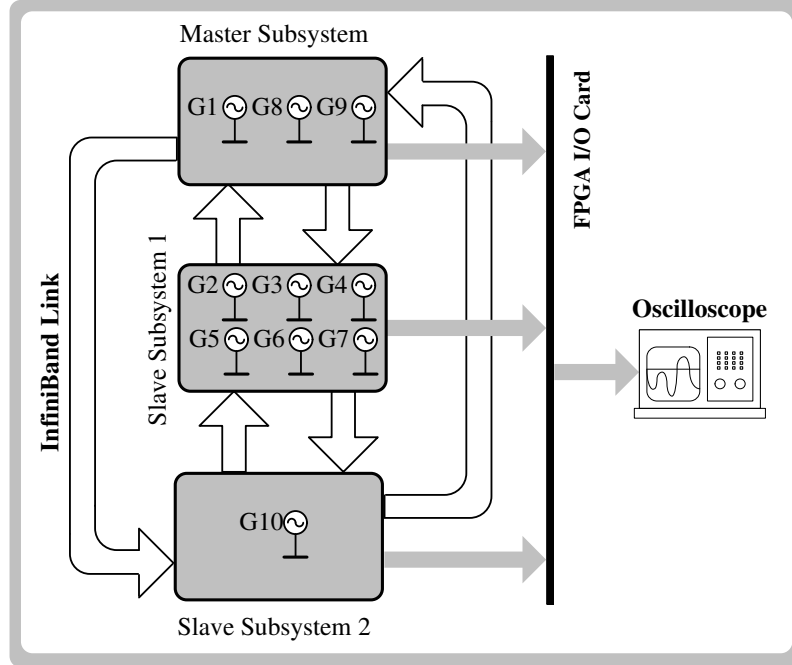 Master Subsystem
G1 G8 G9
FPGA I/O Card
InfiniBand Link
Slave Subsystem 1
G2 G3 G4
G5 G6 G7
Oscilloscope
G10
Slave Subsystem 2